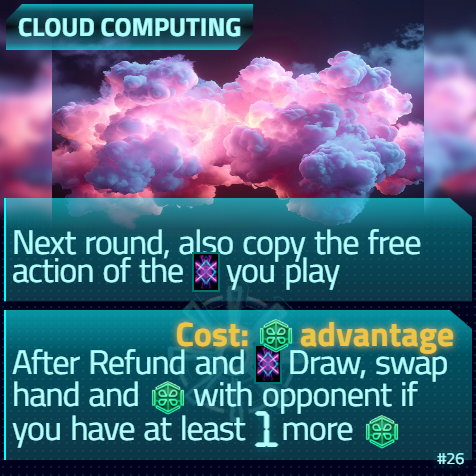 CLOUD COMPUTING
Next round, also copy the free
action of the you play
Cost: advantage
After Refund and Draw, swap
hand and with opponent if
you have at least 1 more
#26